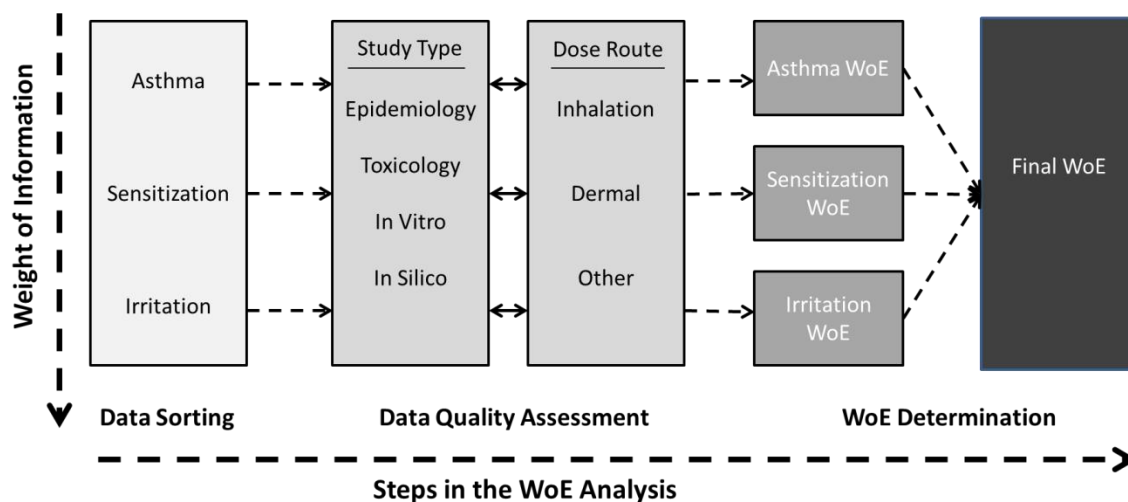 Weight of Information
Asthma
Sensitization
Irritation
Study Type
Epidemiology
Toxicology
In Vitro
In Silico
Dose Route
Inhalation
Dermal
Other
Asthma WoE
Sensitization
WoE
Irritation
WoE
Final WoE
Data Sorting
Data Quality Assessment
WoE Determination
Steps in the WoE Analysis